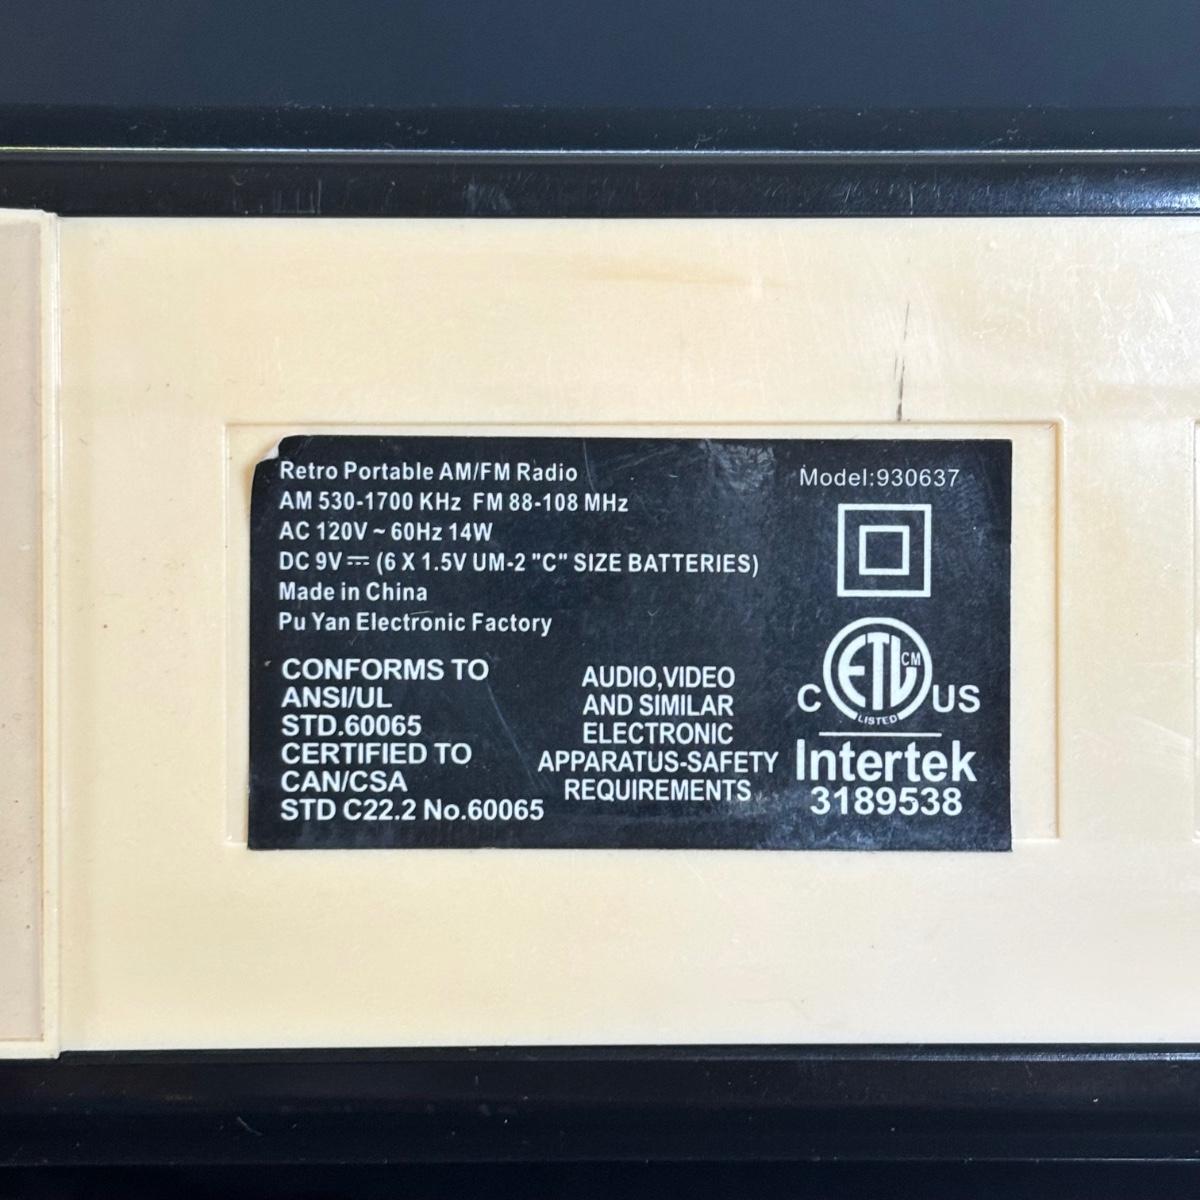 Retro Portable AM/FM Radio
AM 530-1700 KHz FM 88-108 MHz
AC 120V ~ 60Hz 14W
DC 9V ⎓ (6 X 1.5V UM-2 "C" SIZE BATTERIES)
Made in China
Pu Yan Electronic Factory
CONFORMS TO
ANSI/UL
STD.60065
CERTIFIED TO
CAN/CSA
STD C22.2 No.60065
AUDIO,VIDEO
AND SIMILAR
ELECTRONIC
APPARATUS-SAFETY
REQUIREMENTS
Model:930637
ETL CM
C US
LISTED
Intertek
3189538